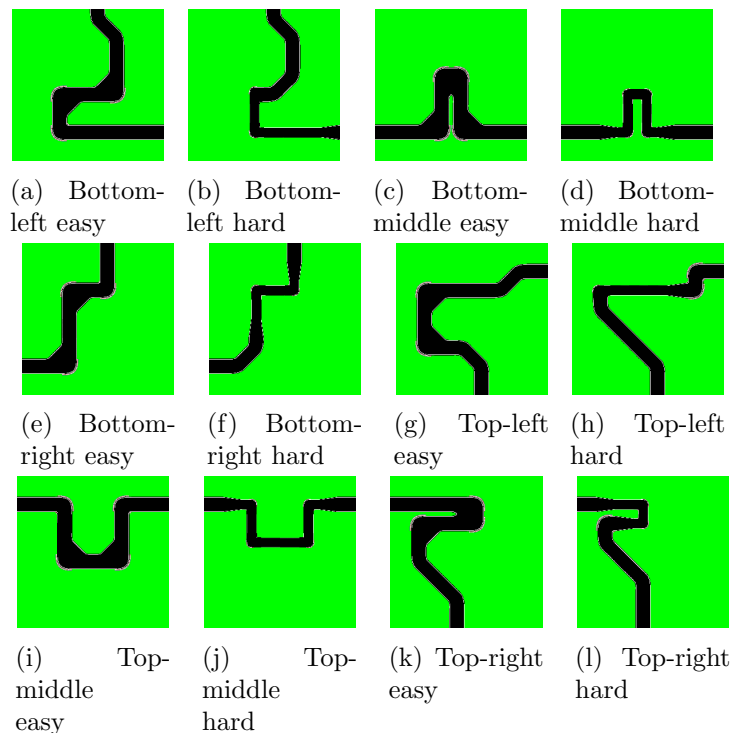 (a) Bottom-
left easy
(b) Bottom-
left hard
(c) Bottom-
middle easy
(d) Bottom-
middle hard
(e) Bottom-
right easy
(f) Bottom-
right hard
(g) Top-left
easy
(h) Top-left
hard
(i) Top-
middle
easy
(j) Top-
middle
hard
(k) Top-right
easy
(l) Top-right
hard